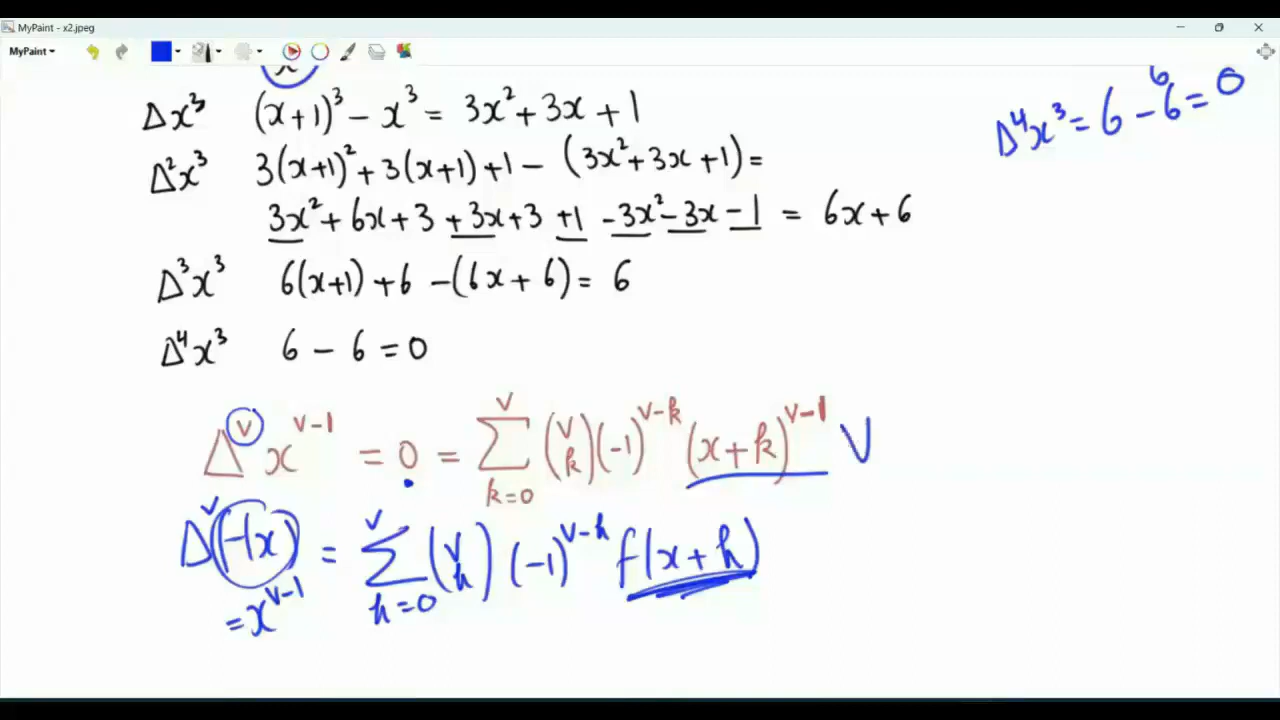 MyPaint - x2.jpeg
MyPaint
Δx³ (x+1)³ − x³ = 3x² + 3x + 1
Δ⁴x³ = 6 − 6 = 0
6
Δ²x³ 3(x+1)² + 3(x+1) + 1 − (3x² + 3x + 1) =
3x² + 6x + 3 + 3x + 3 + 1 − 3x² − 3x − 1 = 6x + 6
Δ³x³ 6(x+1) + 6 − (6x + 6) = 6
Δ⁴x³ 6 − 6 = 0
Δ^v x^{v−1} = 0 = ∑_{k=0}^{v} (v k) (−1)^{v−k} (x+k)^{v−1} V
Δ^v f(x) = ∑_{k=0}^{v} (v k) (−1)^{v−k} f(x+k)
= x^{v−1}